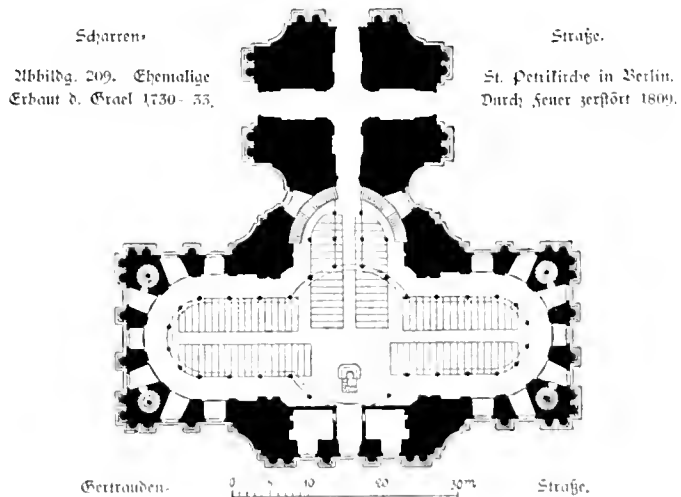 Scharren-
Straße.
Abbildg. 209. Ehemalige
Erbaut d. Grael 1730-33.
St. Petrikirche in Berlin.
Durch Feuer zerstört 1809.
Gertrauden-
0 5 10 20 30m
Straße.